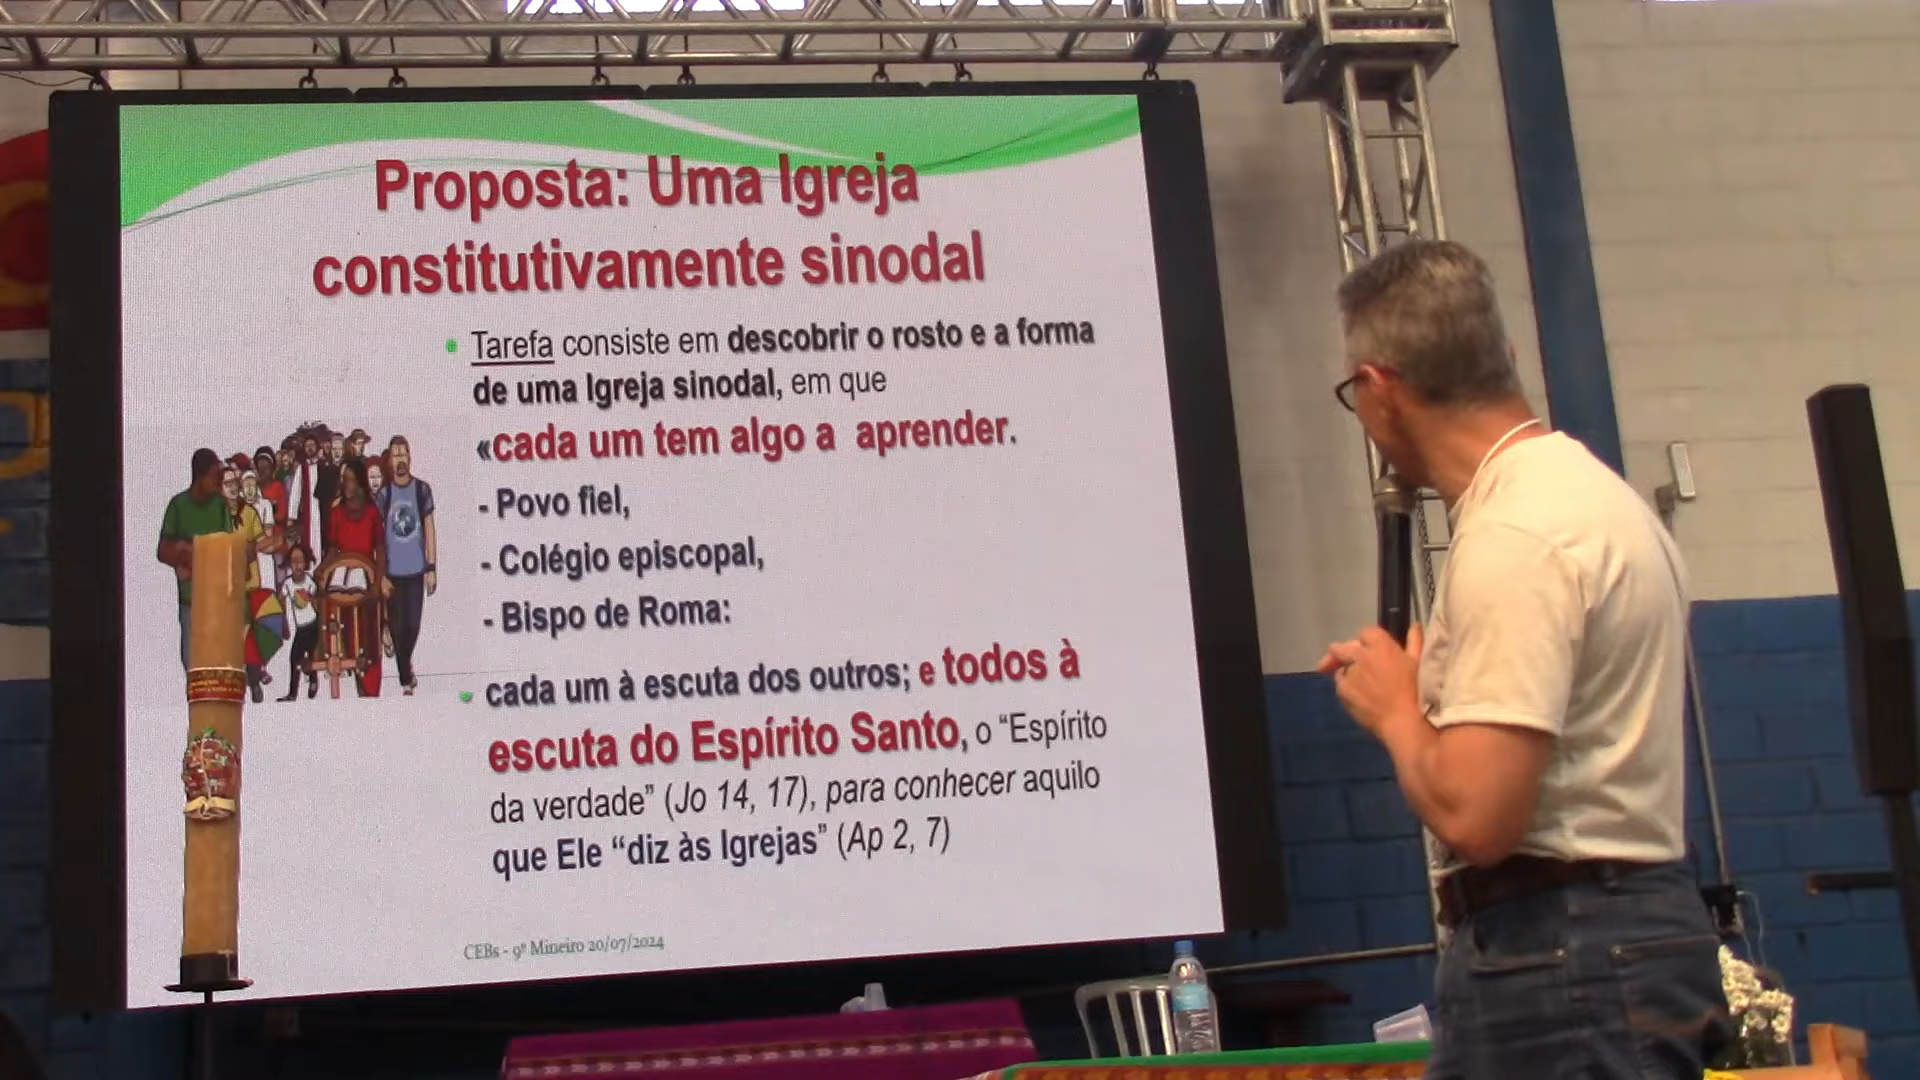 Proposta: Uma Igreja
constitutivamente sinodal
• Tarefa consiste em descobrir o rosto e a forma
de uma Igreja sinodal, em que
«cada um tem algo a aprender.
- Povo fiel,
- Colégio episcopal,
- Bispo de Roma:
• cada um à escuta dos outros; e todos à
escuta do Espírito Santo, o “Espírito
da verdade” (Jo 14, 17), para conhecer aquilo
que Ele “diz às Igrejas” (Ap 2, 7)
CEBs - 9º Mineiro 20/07/2024